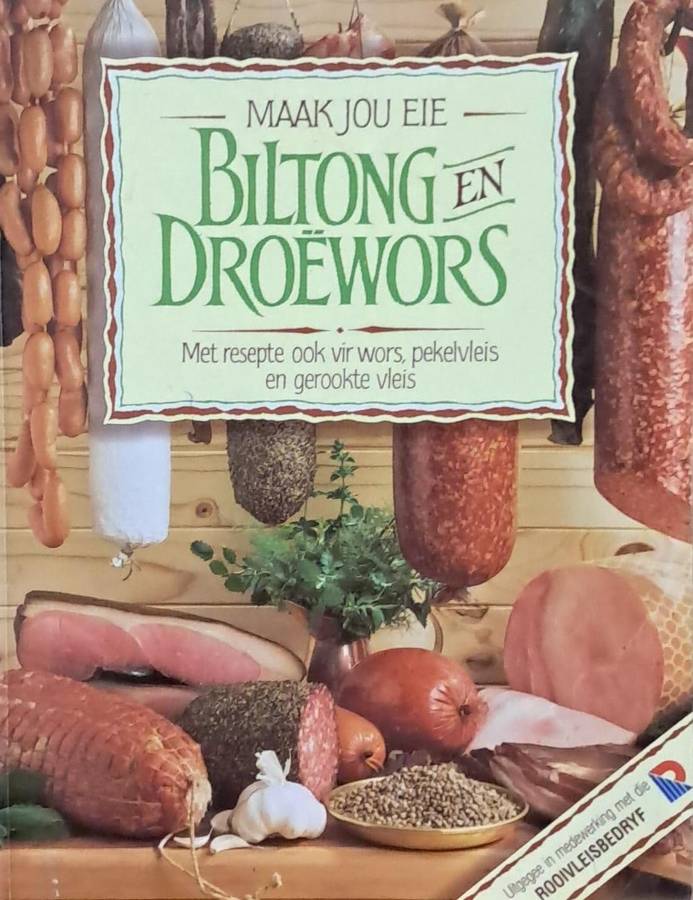 MAAK JOU EIE
BILTONG EN
DROËWORS
Met resepte ook vir wors, pekelvleis
en gerookte vleis
Uitgegee in medewerking met die
ROOIVLEISBEDRYF